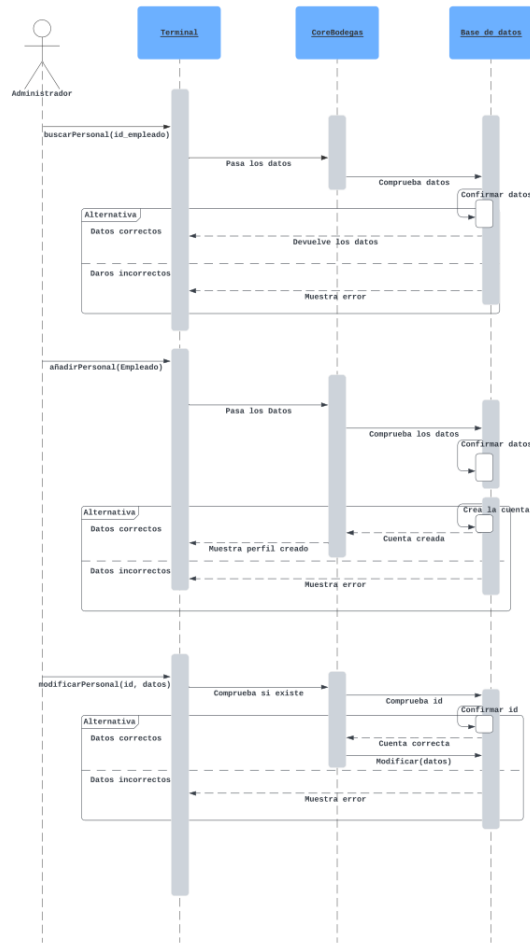 Terminal
CoreBodegas
Base de datos
Administrador
buscarPersonal(id_empleado)
Pasa los datos
Comprueba datos
Confirmar datos
Alternativa
Datos correctos
Devuelve los datos
Daros incorrectos
Muestra error
añadirPersonal(Empleado)
Pasa los Datos
Comprueba los datos
Confirmar datos
Crea la cuenta
Alternativa
Datos correctos
Cuenta creada
Muestra perfil creado
Datos incorrectos
Muestra error
modificarPersonal(id, datos)
Comprueba si existe
Comprueba id
Confirmar id
Alternativa
Datos correctos
Cuenta correcta
Modificar(datos)
Datos incorrectos
Muestra error